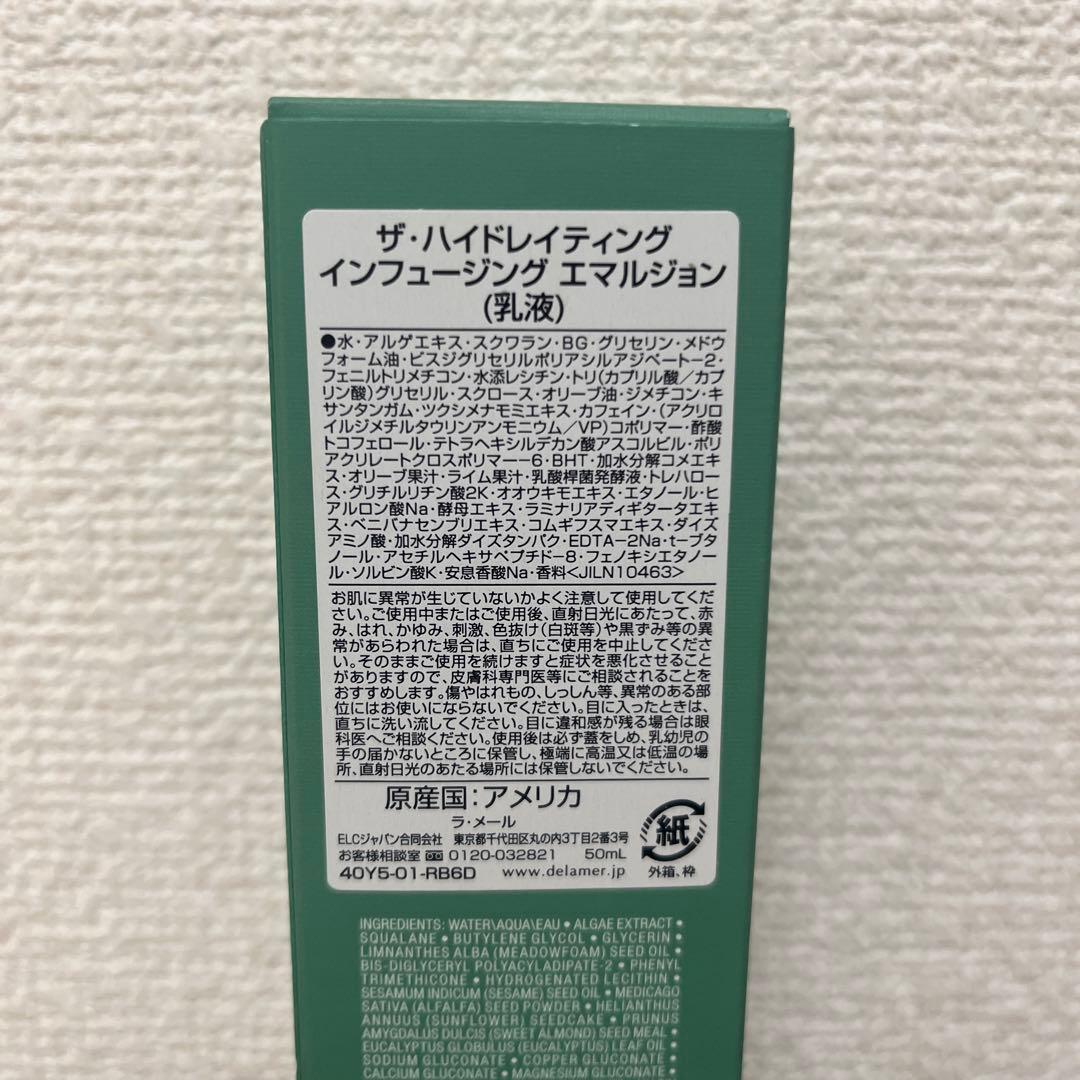 ザ・ハイドレイティング
インフュージング エマルジョン
(乳液)
●水・アルゲエキス・スクワラン・BG・グリセリン・メドウ
フォーム油・ビスジグリセリルポリアシルアジペート-2・
フェニルトリメチコン・水添レシチン・トリ(カプリル酸/カプ
リン酸)グリセリル・スクロース・オリーブ油・ジメチコン・キ
サンタンガム・ツクシメナモミエキス・カフェイン・(アクリロ
イルジメチルタウリンアンモニウム/VP)コポリマー・酢酸
トコフェロール・テトラヘキシルデカン酸アスコルビル・ポリ
アクリレートクロスポリマー-6・BHT・加水分解コメエキ
ス・オリーブ果汁・ライム果汁・乳酸桿菌発酵液・トレハロー
ス・グリチルリチン酸2K・オオウキモエキス・エタノール・ヒ
アルロン酸Na・酵母エキス・ラミナリアディギタータエキ
ス・ベニバナセンブリエキス・コムギフスマエキス・ダイズ
アミノ酸・加水分解ダイズタンパク・EDTA-2Na・t-ブタ
ノール・アセチルヘキサペプチド-8・フェノキシエタノー
ル・ソルビン酸K・安息香酸Na・香料<JILN10463>
お肌に異常が生じていないかよく注意して使用してくだ
さい。ご使用中またはご使用後、直射日光にあたって、赤
み、はれ、かゆみ、刺激、色抜け(白斑等)や黒ずみ等の異
常があらわれた場合は、直ちにご使用を中止してくださ
い。そのままご使用を続けますと症状を悪化させること
がありますので、皮膚科専門医等にご相談されることを
おすすめします。傷やはれもの、しっしん等、異常のある部
位にはお使いにならないでください。目に入ったときは、
直ちに洗い流してください。目に違和感が残る場合は眼
科医へご相談ください。使用後は必ず蓋をしめ、乳幼児の
手の届かないところに保管し、極端に高温又は低温の場
所、直射日光のあたる場所には保管しないでください。
原産国:アメリカ
ラ・メール
ELCジャパン合同会社 東京都千代田区丸の内3丁目2番3号
お客様相談室 0120-032821 50mL
40Y5-01-RB6D www.delamer.jp
紙
外箱、枠
INGREDIENTS: WATER\AQUA\EAU • ALGAE EXTRACT •
SQUALANE • BUTYLENE GLYCOL • GLYCERIN •
LIMNANTHES ALBA (MEADOWFOAM) SEED OIL •
BIS-DIGLYCERYL POLYACYLADIPATE-2 • PHENYL
TRIMETHICONE • HYDROGENATED LECITHIN •
SESAMUM INDICUM (SESAME) SEED OIL • MEDICAGO
SATIVA (ALFALFA) SEED POWDER • HELIANTHUS
ANNUUS (SUNFLOWER) SEEDCAKE • PRUNUS
AMYGDALUS DULCIS (SWEET ALMOND) SEED MEAL •
EUCALYPTUS GLOBULUS (EUCALYPTUS) LEAF OIL •
SODIUM GLUCONATE • COPPER GLUCONATE •
CALCIUM GLUCONATE • MAGNESIUM GLUCONATE